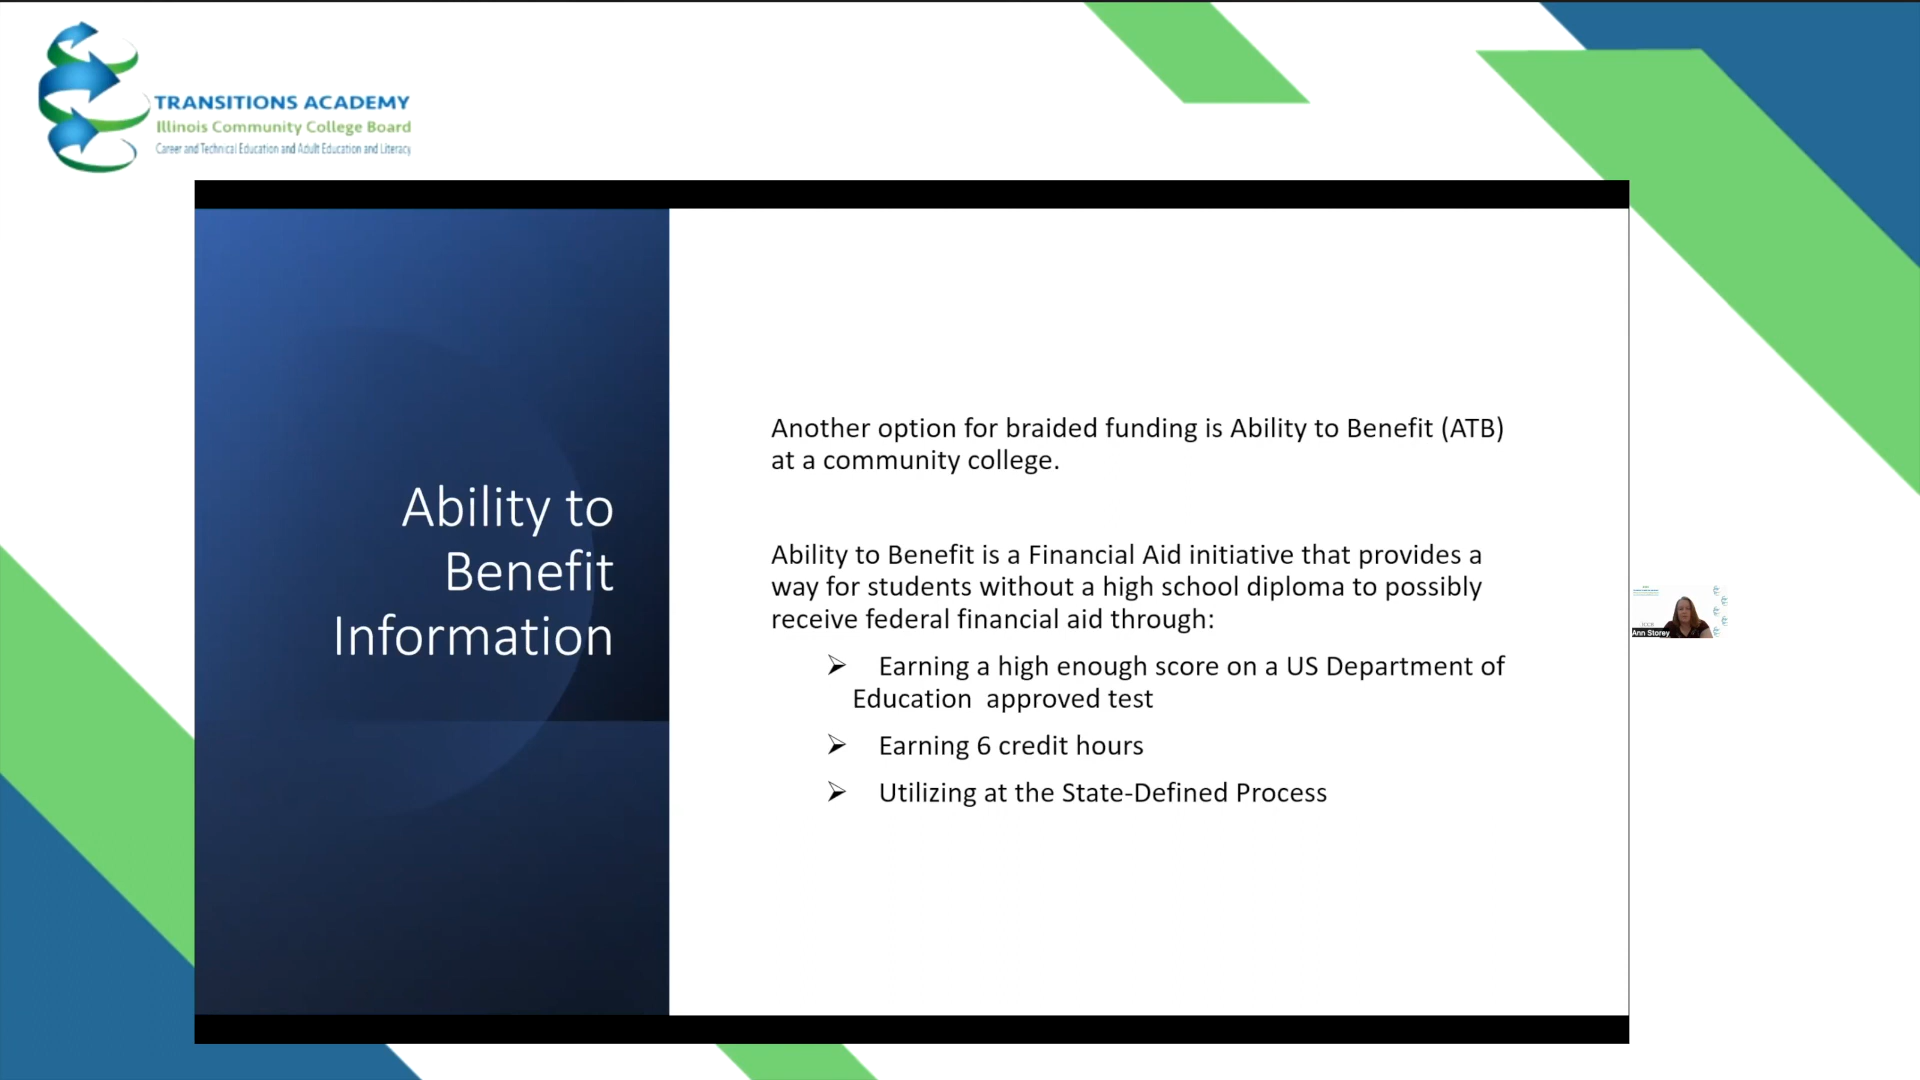 TRANSITIONS ACADEMY
Illinois Community College Board
Career and Technical Education and Adult Education and Literacy
Ability to
Benefit
Information
Another option for braided funding is Ability to Benefit (ATB)
at a community college.
Ability to Benefit is a Financial Aid initiative that provides a
way for students without a high school diploma to possibly
receive federal financial aid through:
➢ Earning a high enough score on a US Department of
Education  approved test
➢ Earning 6 credit hours
➢ Utilizing at the State-Defined Process
Ann Storey